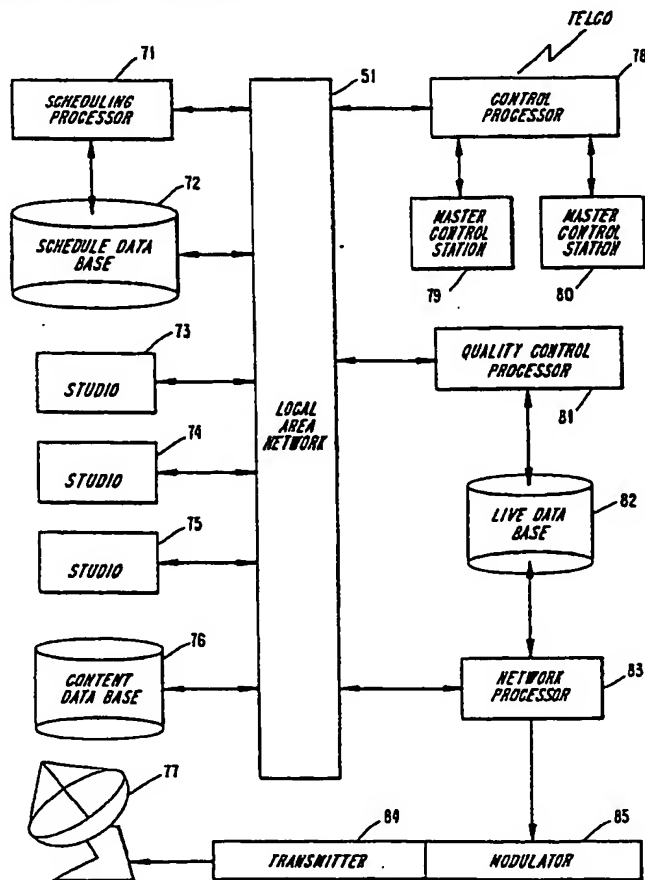 TELCO
71
51
78
SCHEDULING
PROCESSOR
CONTROL
PROCESSOR
72
SCHEDULE DATA
BASE
MASTER
CONTROL
STATION
MASTER
CONTROL
STATION
79
80
73
STUDIO
QUALITY CONTROL
PROCESSOR
81
LOCAL
AREA
NETWORK
74
STUDIO
82
LIVE DATA
BASE
75
STUDIO
76
CONTENT
DATA BASE
NETWORK
PROCESSOR
83
77
84
85
TRANSMITTER
MODULATOR